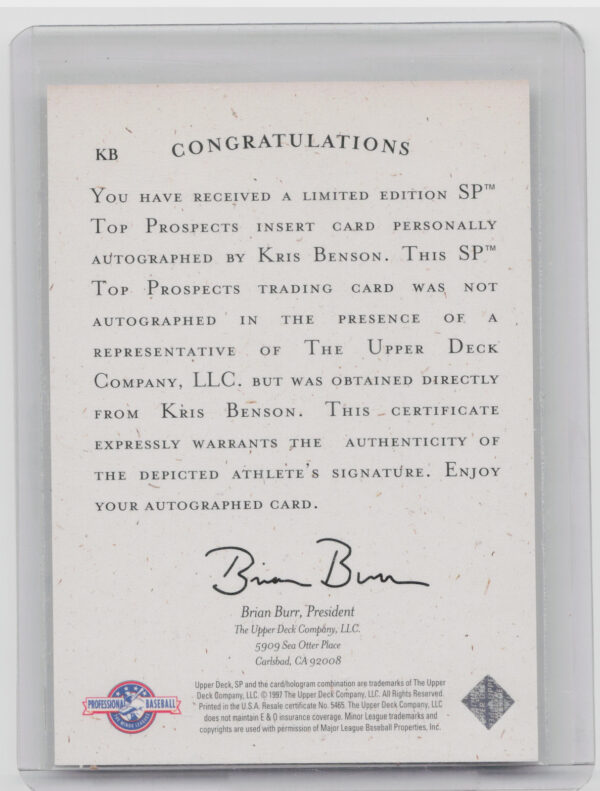 KB CONGRATULATIONS
YOU HAVE RECEIVED A LIMITED EDITION SP™
TOP PROSPECTS INSERT CARD PERSONALLY
AUTOGRAPHED BY KRIS BENSON. THIS SP™
TOP PROSPECTS TRADING CARD WAS NOT
AUTOGRAPHED IN THE PRESENCE OF A
REPRESENTATIVE OF THE UPPER DECK
COMPANY, LLC. BUT WAS OBTAINED DIRECTLY
FROM KRIS BENSON. THIS CERTIFICATE
EXPRESSLY WARRANTS THE AUTHENTICITY OF
THE DEPICTED ATHLETE'S SIGNATURE. ENJOY
YOUR AUTOGRAPHED CARD.
Brian Burr
Brian Burr, President
The Upper Deck Company, LLC.
5909 Sea Otter Place
Carlsbad, CA 92008
Upper Deck, SP and the card/hologram combination are trademarks of The Upper
Deck Company, LLC. © 1997 The Upper Deck Company, LLC. All Rights Reserved.
Printed in the U.S.A. Resale certificate No. 5465. The Upper Deck Company, LLC
does not maintain E & O insurance coverage. Minor League trademarks and
copyrights are used with permission of Major League Baseball Properties, Inc.
PROFESSIONAL BASEBALL
THE MINOR LEAGUES